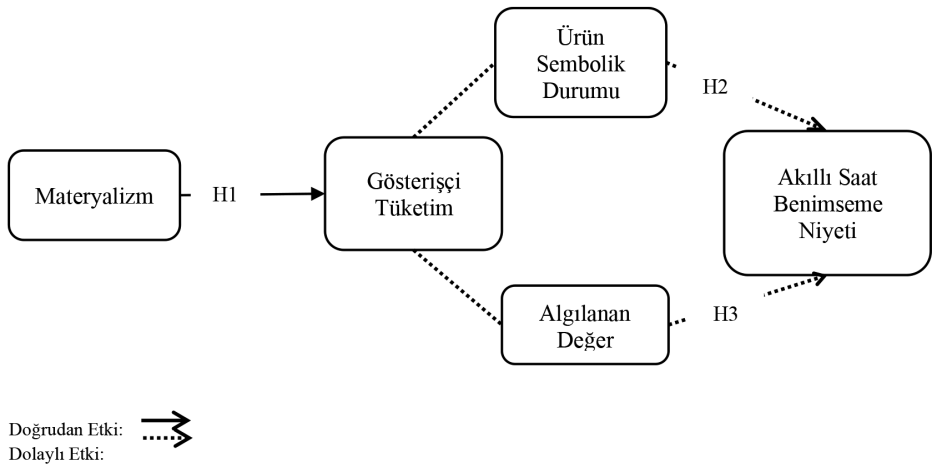 Ürün
Sembolik
Durumu
H2
Materyalizm
H1
Gösterişçi
Tüketim
Akıllı Saat
Benimseme
Niyeti
Algılanan
Değer
H3
Doğrudan Etki:
Dolaylı Etki: